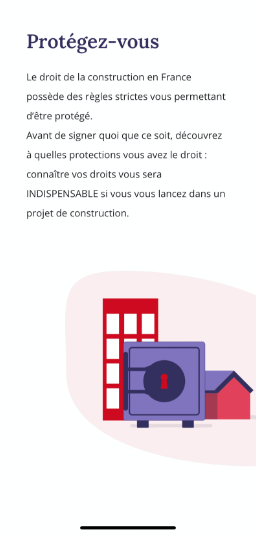 Protégez-vous
Le droit de la construction en France
possède des règles strictes vous permettant
d'être protégé.
Avant de signer quoi que ce soit, découvrez
à quelles protections vous avez le droit :
connaître vos droits vous sera
INDISPENSABLE si vous vous lancez dans un
projet de construction.